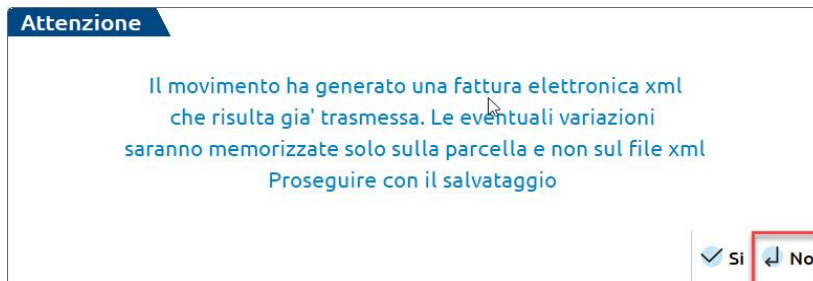 Attenzione
Il movimento ha generato una fattura elettronica xml
che risulta gia' trasmessa. Le eventuali variazioni
saranno memorizzate solo sulla parcella e non sul file xml
Proseguire con il salvataggio
Si No